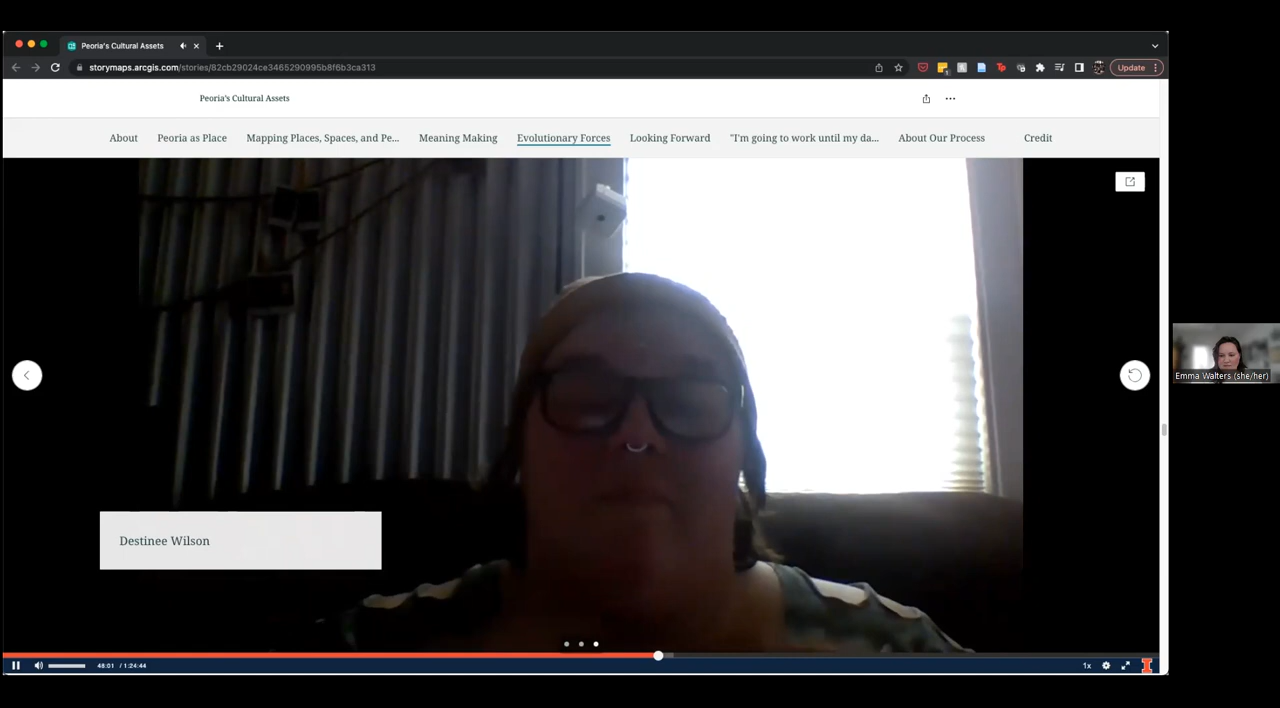 Peoria's Cultural Assets
storymaps.arcgis.com/stories/82cb29024ce3465290995b8f6b3ca313
Update
Peoria's Cultural Assets
About
Peoria as Place
Mapping Places, Spaces, and Pe...
Meaning Making
Evolutionary Forces
Looking Forward
"I'm going to work until my da...
About Our Process
Credit
Emma Walters (she/her)
Destinee Wilson
46:01 / 1:24:44
1x